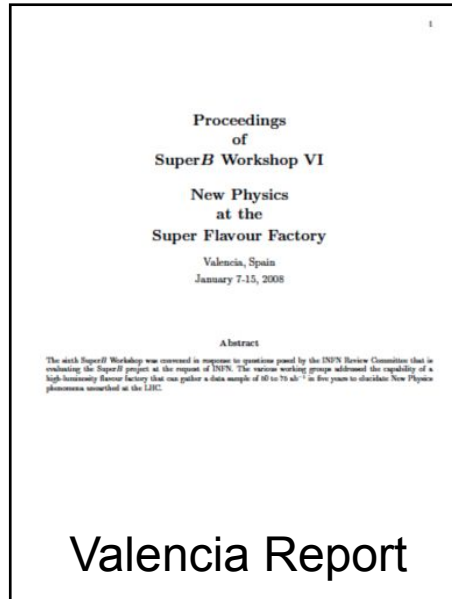 1
Proceedings
of
SuperB Workshop VI
New Physics
at the
Super Flavour Factory
Valencia, Spain
January 7-15, 2008
Abstract
The sixth SuperB Workshop was convened in response to questions posed by the INFN Review Committee that is
evaluating the SuperB project at the request of INFN. The various working groups addressed the capability of a
high-luminosity flavour factory that can gather a data sample of 50 to 75 ab⁻¹ in five years to elucidate New Physics
phenomena unearthed at the LHC.
Valencia Report